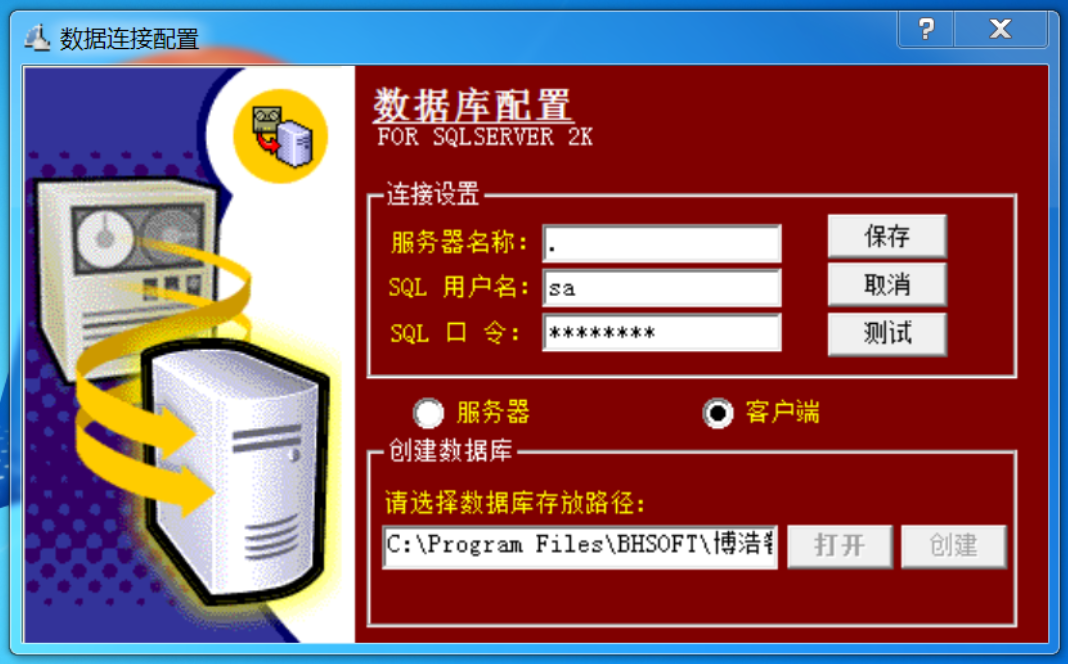 数据连接配置
数据库配置
FOR SQLSERVER 2K
连接设置
服务器名称: .
保存
SQL 用户名: sa
取消
SQL 口 令: ********
测试
服务器 客户端
创建数据库
请选择数据库存放路径:
C:\Program Files\BHSOFT\博浩
打开 创建